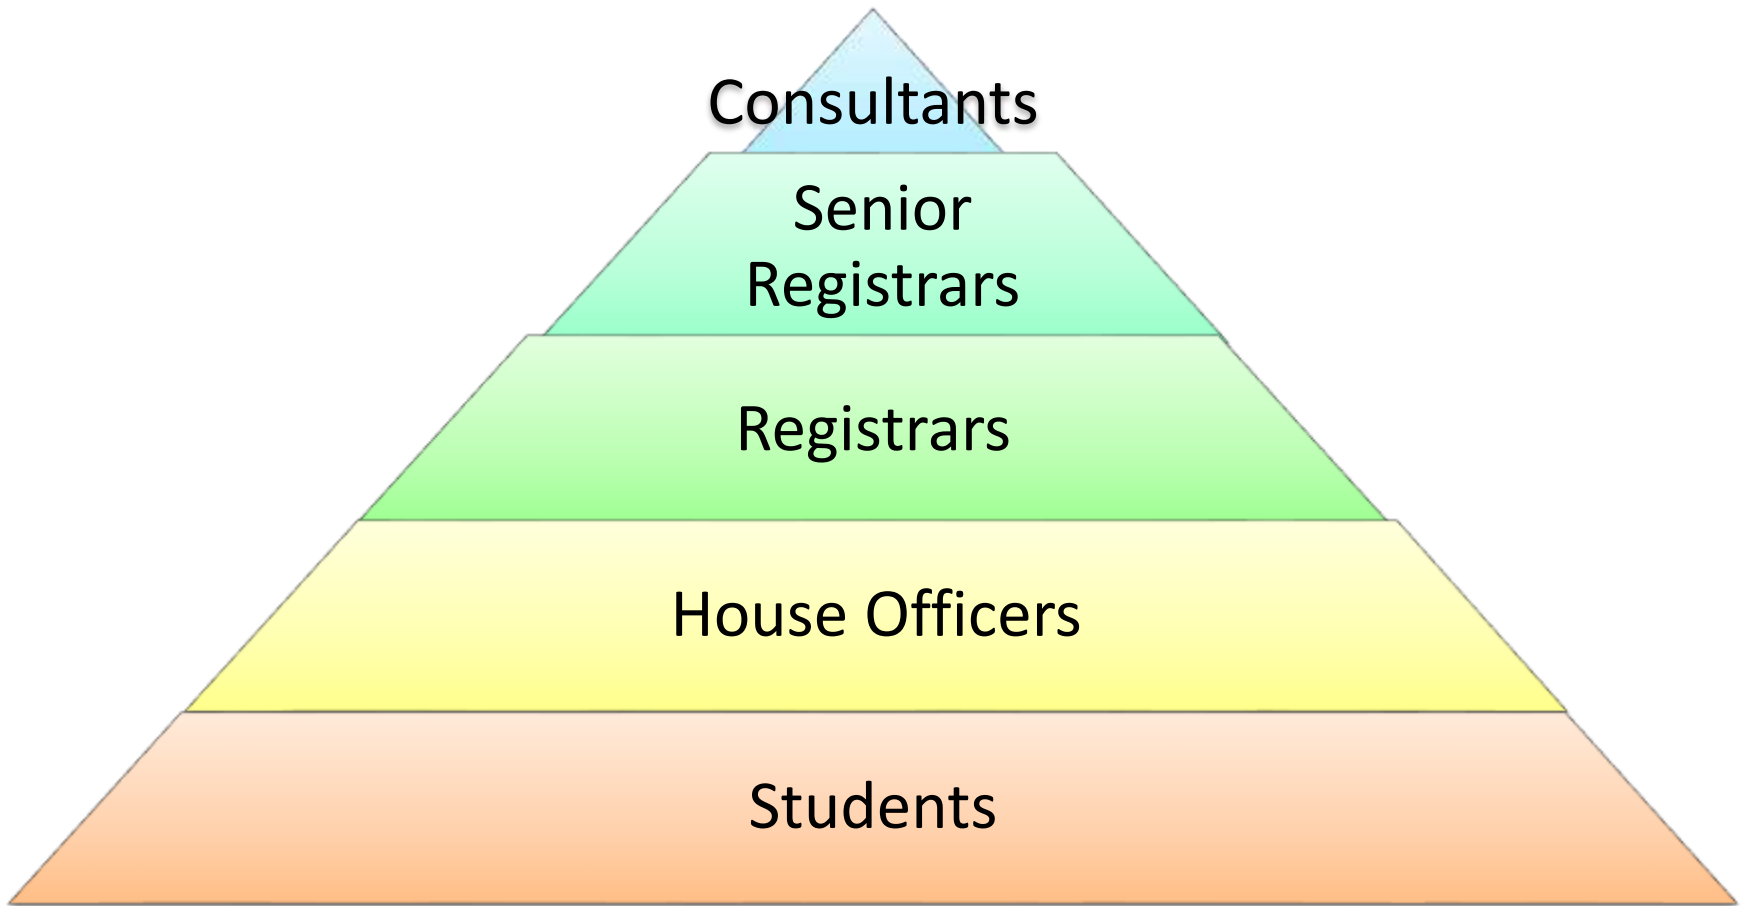 Consultants
Senior
Registrars
Registrars
House Officers
Students